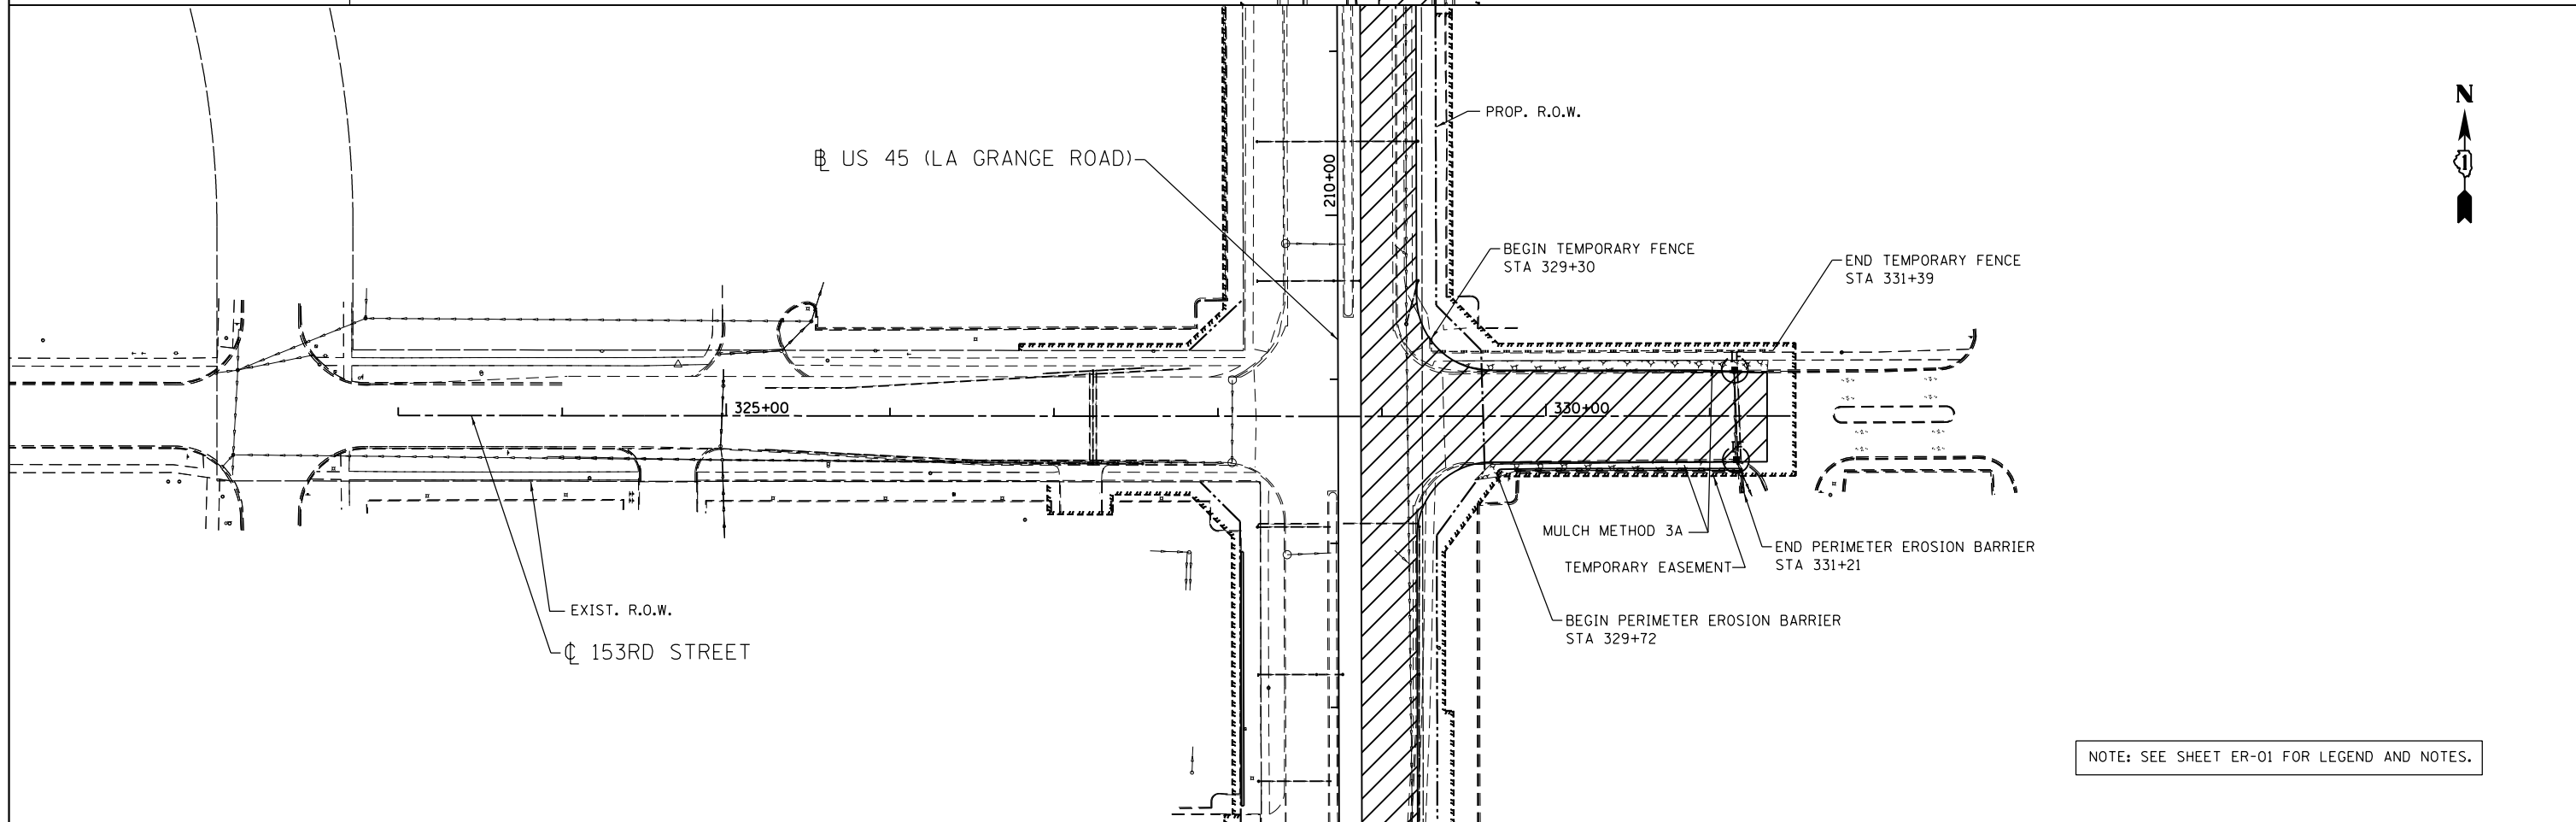 N
1
PROP. R.O.W.
℄ US 45 (LA GRANGE ROAD)
210+00
BEGIN TEMPORARY FENCE
STA 329+30
END TEMPORARY FENCE
STA 331+39
325+00
330+00
MULCH METHOD 3A
END PERIMETER EROSION BARRIER
STA 331+21
TEMPORARY EASEMENT
EXIST. R.O.W.
BEGIN PERIMETER EROSION BARRIER
STA 329+72
℄ 153RD STREET
NOTE: SEE SHEET ER-01 FOR LEGEND AND NOTES.